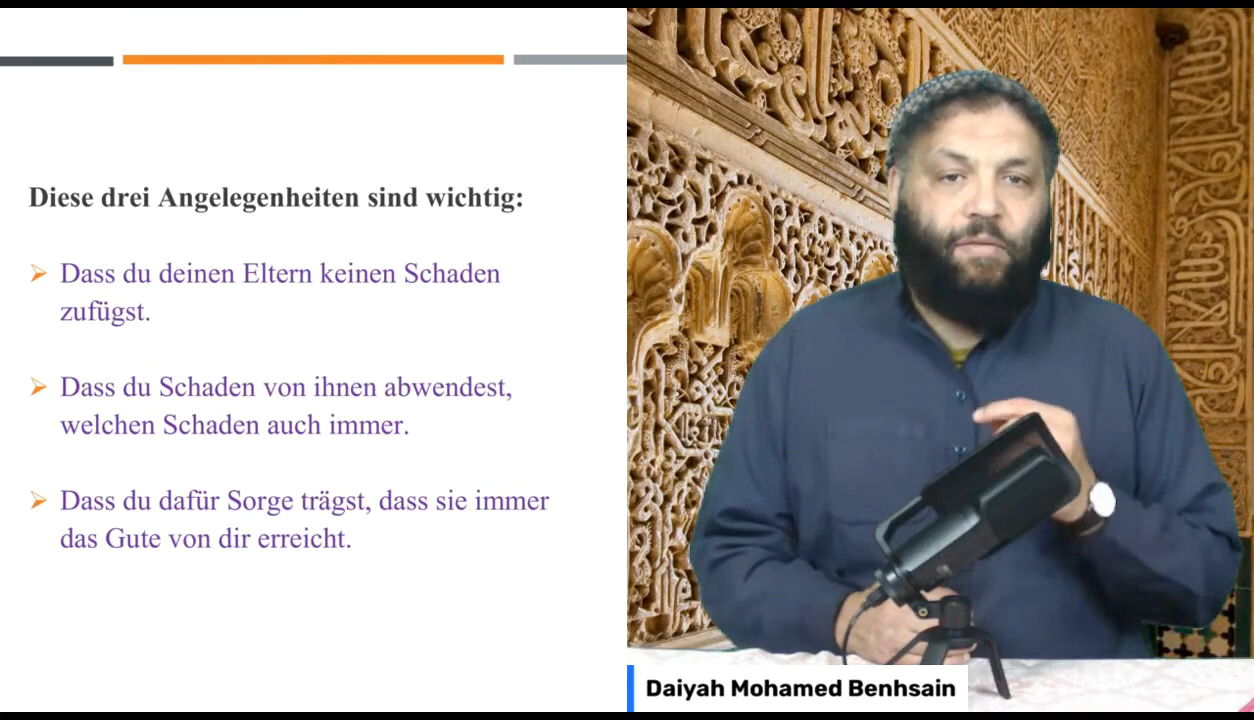 Diese drei Angelegenheiten sind wichtig:
Dass du deinen Eltern keinen Schaden
zufügst.
Dass du Schaden von ihnen abwendest,
welchen Schaden auch immer.
Dass du dafür Sorge trägst, dass sie immer
das Gute von dir erreicht.
Daiyah Mohamed Benhsain